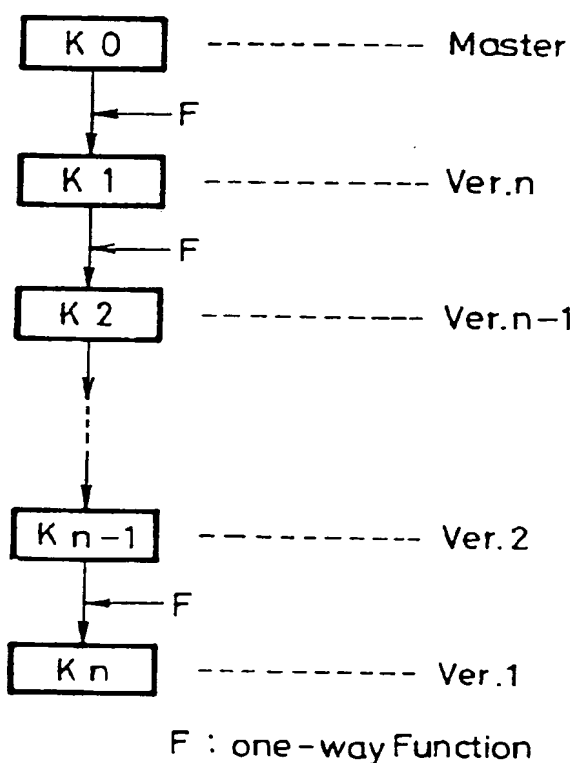 K 0 ---------- Master
F
K 1 ---------- Ver.n
F
K 2 ---------- Ver.n-1
K n-1 ---------- Ver.2
F
K n ---------- Ver.1
F : one-way Function